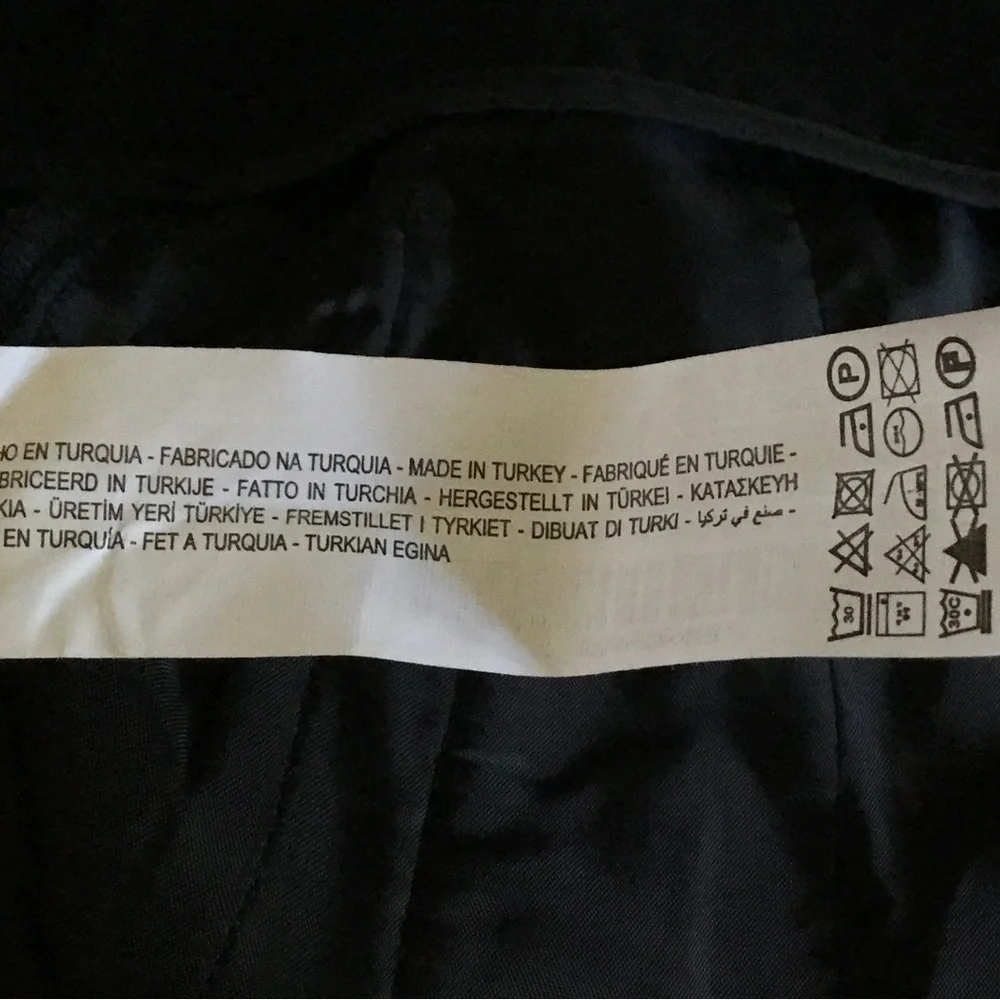 HO EN TURQUIA - FABRICADO NA TURQUIA - MADE IN TURKEY - FABRIQUÉ EN TURQUIE -
BRICEERD IN TURKIJE - FATTO IN TURCHIA - HERGESTELLT IN TÜRKEI - ΚΑΤΑΣΚΕΥΗ
KIA - ÜRETİM YERİ TÜRKİYE - FREMSTILLET I TYRKIET - DIBUAT DI TURKI - صنع في تركيا -
EN TURQUÍA - FET A TURQUIA - TURKIAN EGINA
P
30
30C